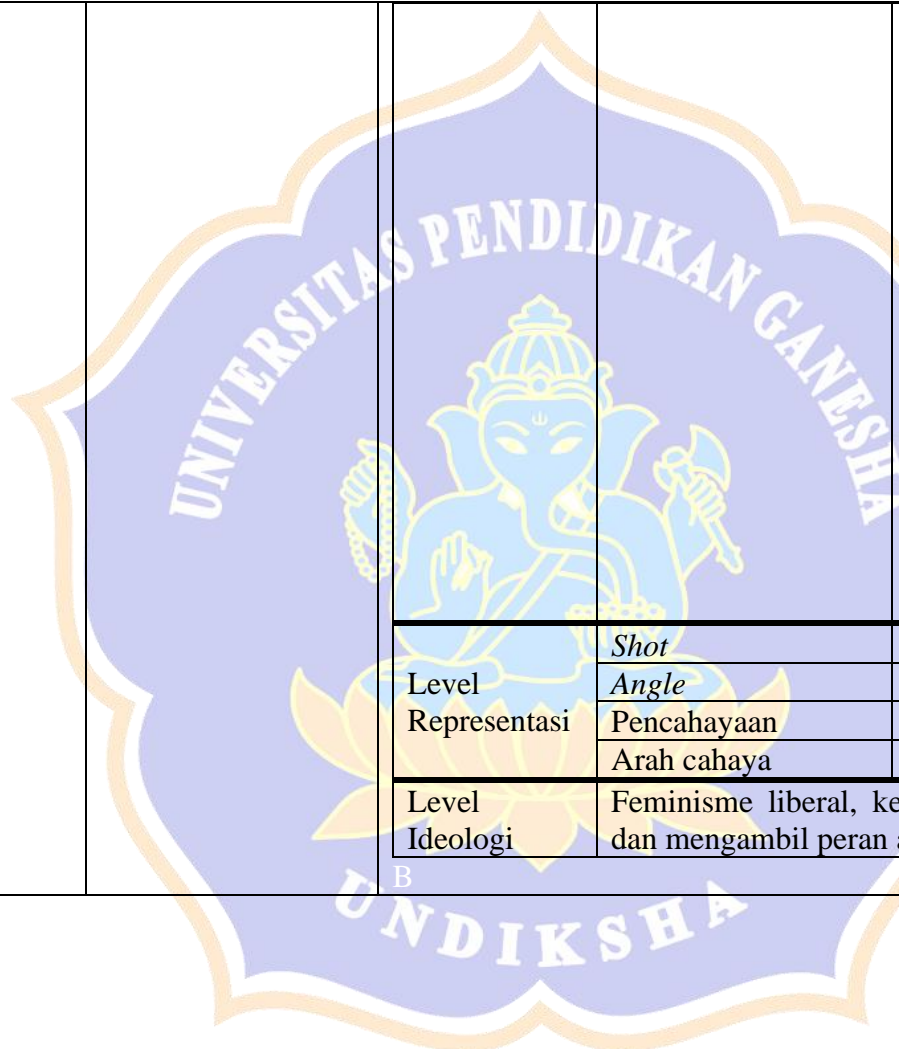 UNIVERSITAS PENDIDIKAN GANESHA
Shot
Level
Representasi
Angle
Pencahayaan
Arah cahaya
Level
Ideologi
Feminisme liberal, ke
dan mengambil peran a
B
UNDIKSHA